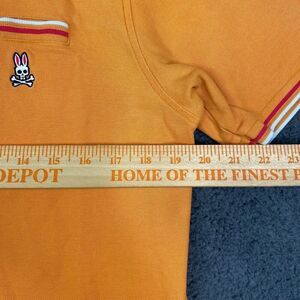 14 15 16 17 18 19 20 21 22 23
DEPOT HOME OF THE FINEST